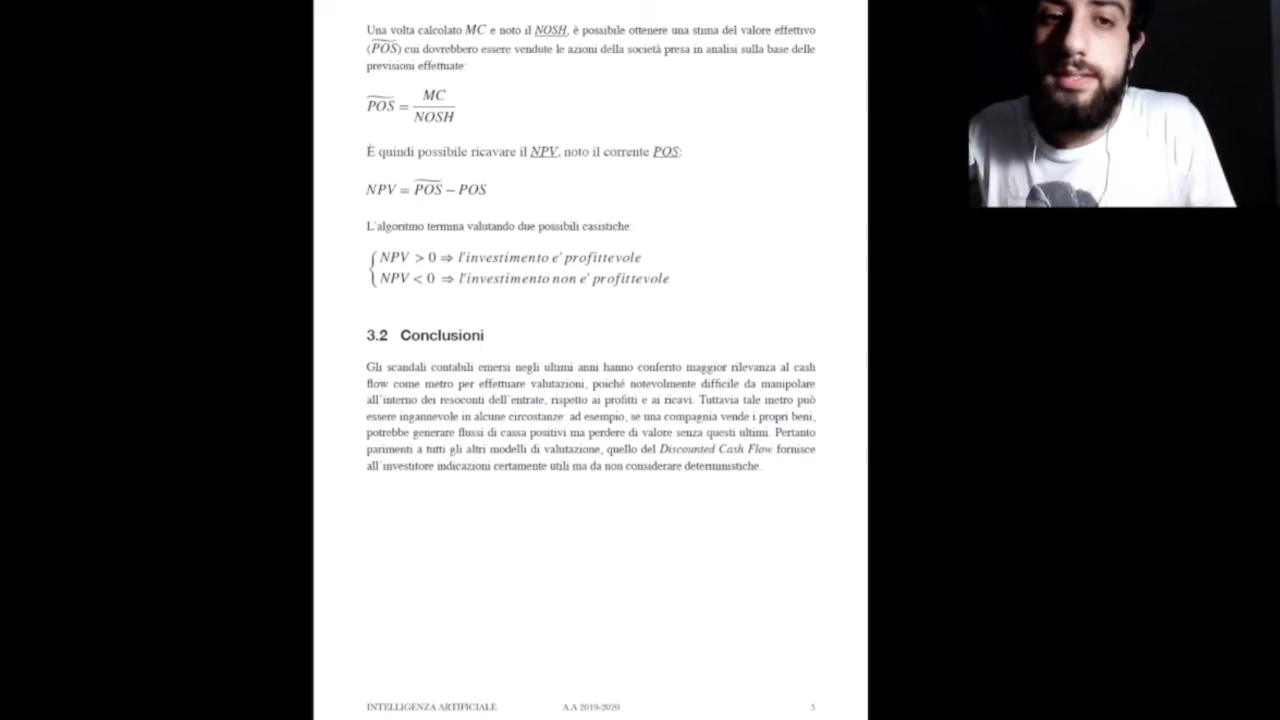 Una volta calcolato MC e noto il NOSH, è possibile ottenere una stima del valore effettivo
(P͠OS) cui dovrebbero essere vendute le azioni della società presa in analisi sulla base delle
previsioni effettuate:
P͠OS = MC / NOSH
È quindi possibile ricavare il NPV, noto il corrente POS:
NPV = P͠OS − POS
L'algoritmo termina valutando due possibili casistiche:
{ NPV > 0 ⇒ l'investimento e' profittevole
NPV < 0 ⇒ l'investimento non e' profittevole
3.2 Conclusioni
Gli scandali contabili emersi negli ultimi anni hanno conferito maggior rilevanza al cash
flow come metro per effettuare valutazioni, poiché notevolmente difficile da manipolare
all'interno dei resoconti dell'entrate, rispetto ai profitti e ai ricavi. Tuttavia tale metro può
essere ingannevole in alcune circostanze: ad esempio, se una compagnia vende i propri beni,
potrebbe generare flussi di cassa positivi ma perdere di valore senza questi ultimi. Pertanto
parimenti a tutti gli altri modelli di valutazione, quello del Discounted Cash Flow fornisce
all'investitore indicazioni certamente utili ma da non considerare deterministiche.
INTELLIGENZA ARTIFICIALE A.A 2019-2020 5